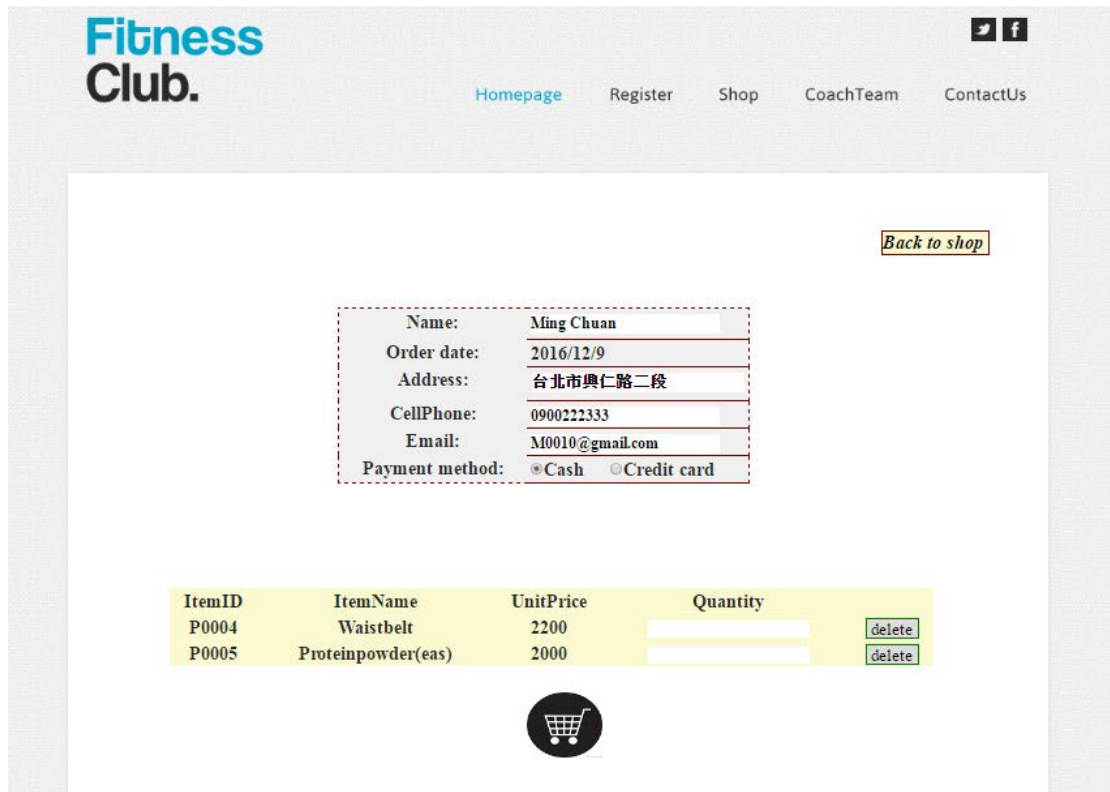 Fitness
Club.
Homepage Register Shop CoachTeam ContactUs
Back to shop
Name: Ming Chuan
Order date: 2016/12/9
Address: 台北市興仁路二段
CellPhone: 0900222333
Email: M0010@gmail.com
Payment method: Cash Credit card
ItemID ItemName UnitPrice Quantity
P0004 Waistbelt 2200 delete
P0005 Proteinpowder(eas) 2000 delete